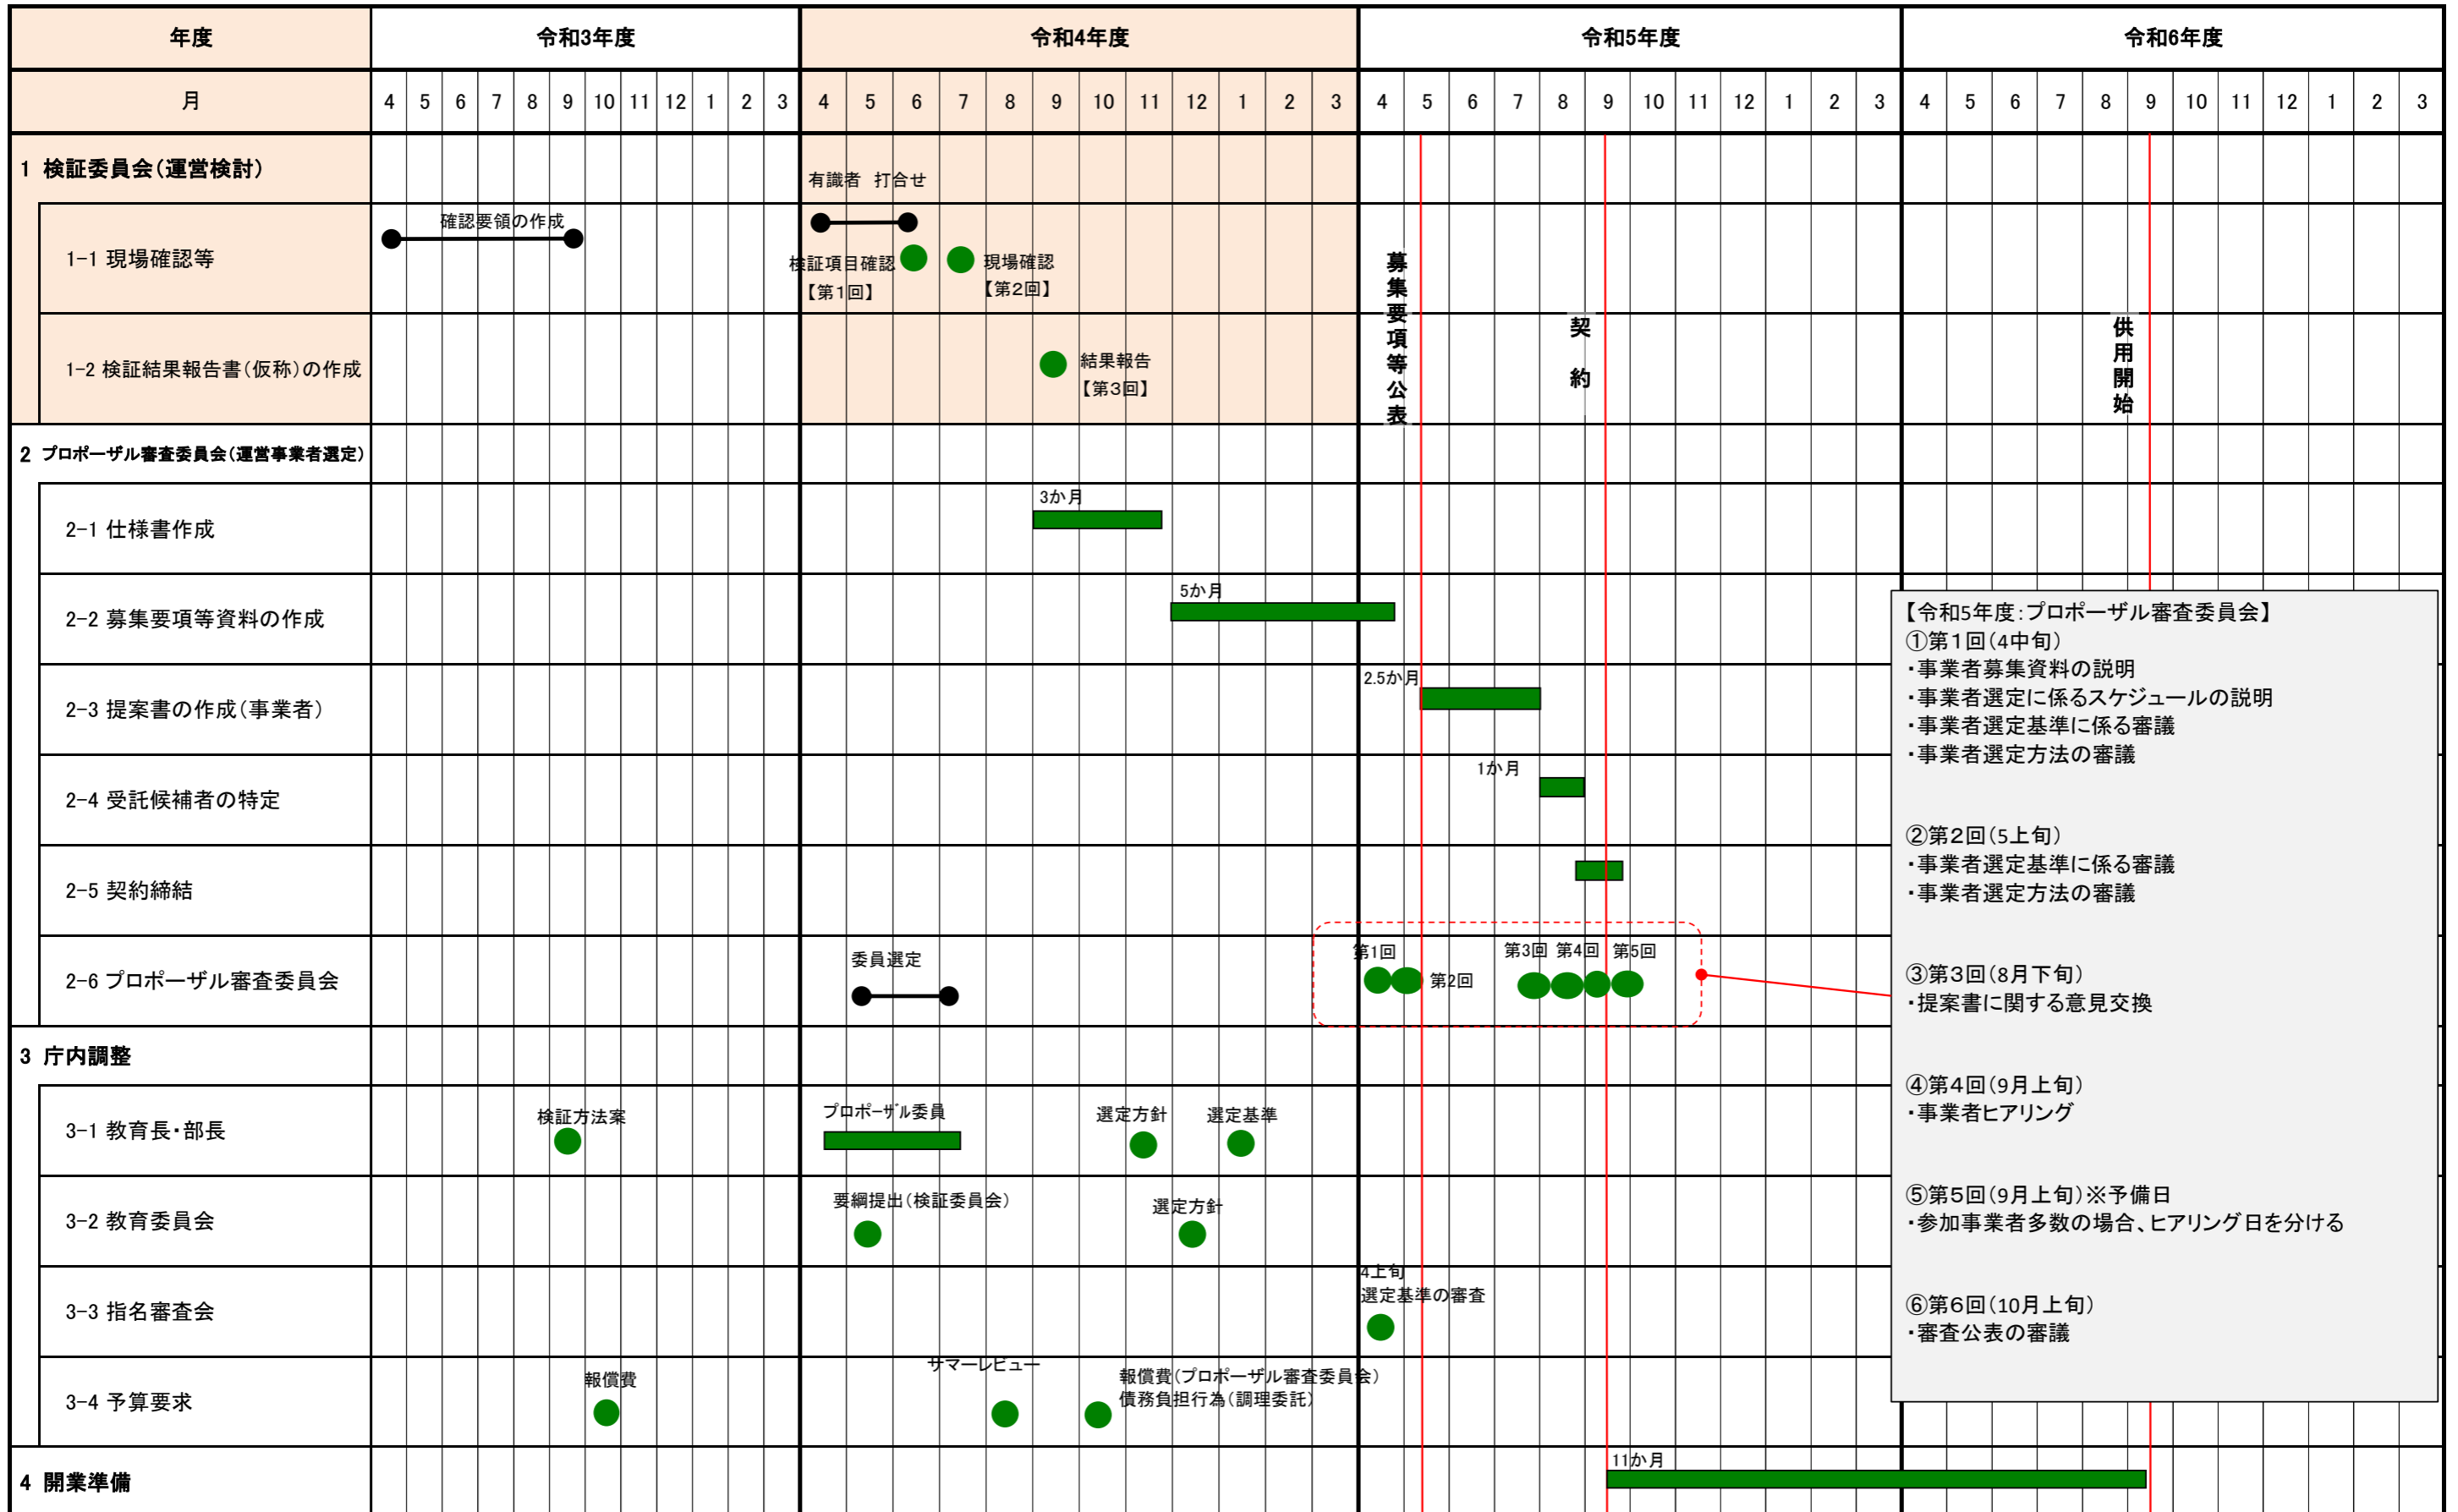 年度 令和3年度 令和4年度 令和5年度 令和6年度
月 4 5 6 7 8 9 10 11 12 1 2 3 4 5 6 7 8 9 10 11 12 1 2 3 4 5 6 7 8 9 10 11 12 1 2 3 4 5 6 7 8 9 10 11 12 1 2 3
1 検証委員会(運営検討)
有識者 打合せ
1-1 現場確認等
確認要領の作成
検証項目確認
【第1回】
現場確認
【第2回】
募集要項等公表
契約
供用開始
1-2 検証結果報告書(仮称)の作成
結果報告
【第3回】
2 プロポーザル審査委員会(運営事業者選定)
2-1 仕様書作成
3か月
2-2 募集要項等資料の作成
5か月
2-3 提案書の作成(事業者)
2.5か月
2-4 受託候補者の特定
1か月
2-5 契約締結
2-6 プロポーザル審査委員会
委員選定
第1回
第2回
第3回 第4回 第5回
3 庁内調整
3-1 教育長・部長
検証方法案
プロポーザル委員
選定方針
選定基準
3-2 教育委員会
要綱提出(検証委員会)
選定方針
3-3 指名審査会
4上旬
選定基準の審査
3-4 予算要求
報償費
サマーレビュー
報償費(プロポーザル審査委員会)
債務負担行為(調理委託)
4 開業準備
11か月
【令和5年度:プロポーザル審査委員会】
①第1回(4中旬)
・事業者募集資料の説明
・事業者選定に係るスケジュールの説明
・事業者選定基準に係る審議
・事業者選定方法の審議
②第2回(5上旬)
・事業者選定基準に係る審議
・事業者選定方法の審議
③第3回(8月下旬)
・提案書に関する意見交換
④第4回(9月上旬)
・事業者ヒアリング
⑤第5回(9月上旬)※予備日
・参加事業者多数の場合、ヒアリング日を分ける
⑥第6回(10月上旬)
・審査公表の審議